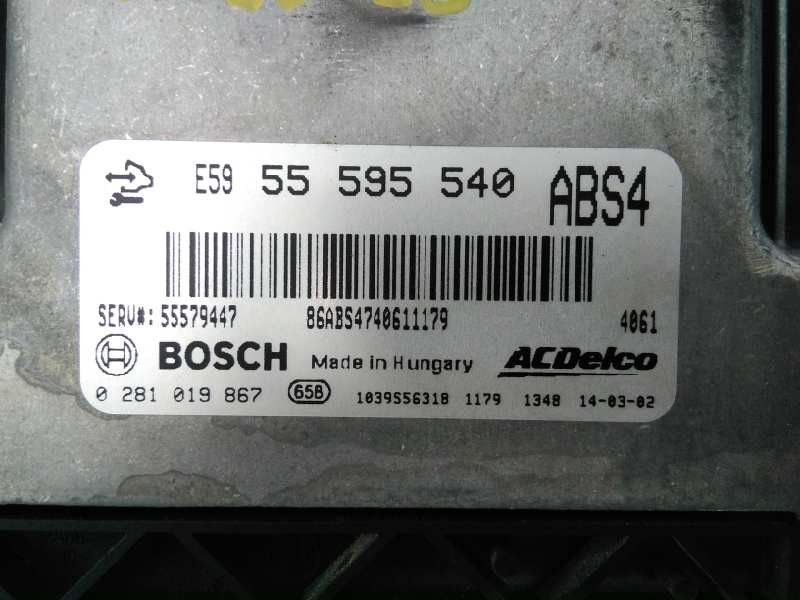 E59 55 595 540 ABS4
SERV#: 55579447 86ABS4740611179 4061
BOSCH Made in Hungary ACDelco
0 281 019 867 65B 1039S56318 1179 1348 14-03-02